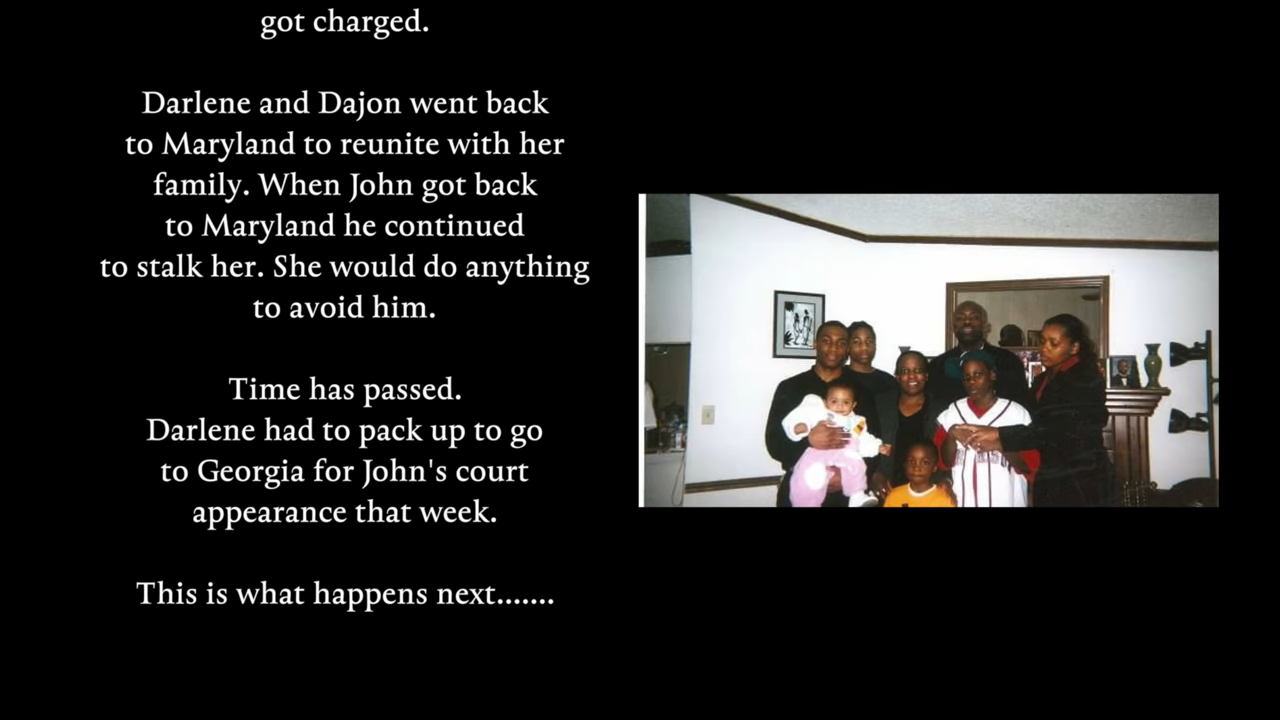 got charged.
Darlene and Dajon went back
to Maryland to reunite with her
family. When John got back
to Maryland he continued
to stalk her. She would do anything
to avoid him.
Time has passed.
Darlene had to pack up to go
to Georgia for John's court
appearance that week.
This is what happens next.......